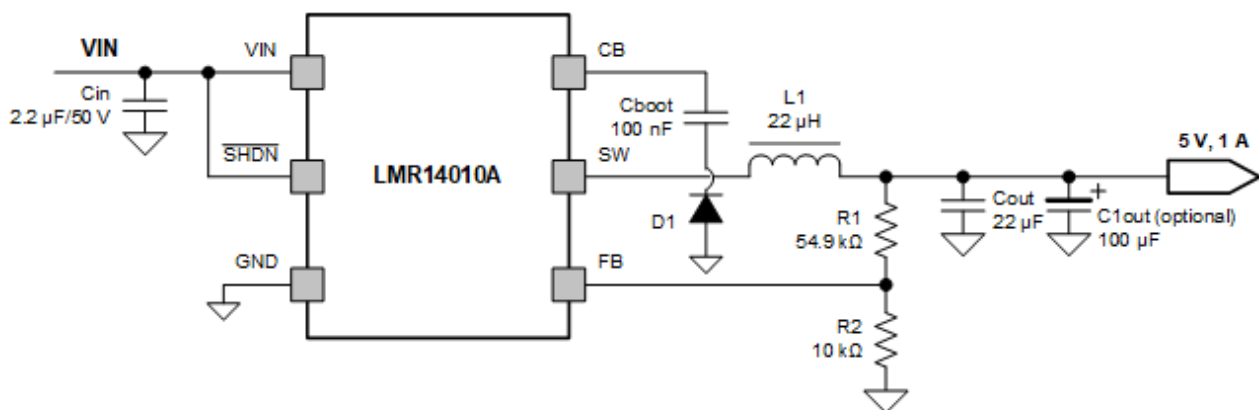 VIN
Cin
2.2 µF/50 V
VIN
SHDN
GND
LMR14010A
CB
SW
FB
Cboot
100 nF
D1
L1
22 µH
R1
54.9 kΩ
R2
10 kΩ
Cout
22 µF
+
C1out (optional)
100 µF
5 V, 1 A